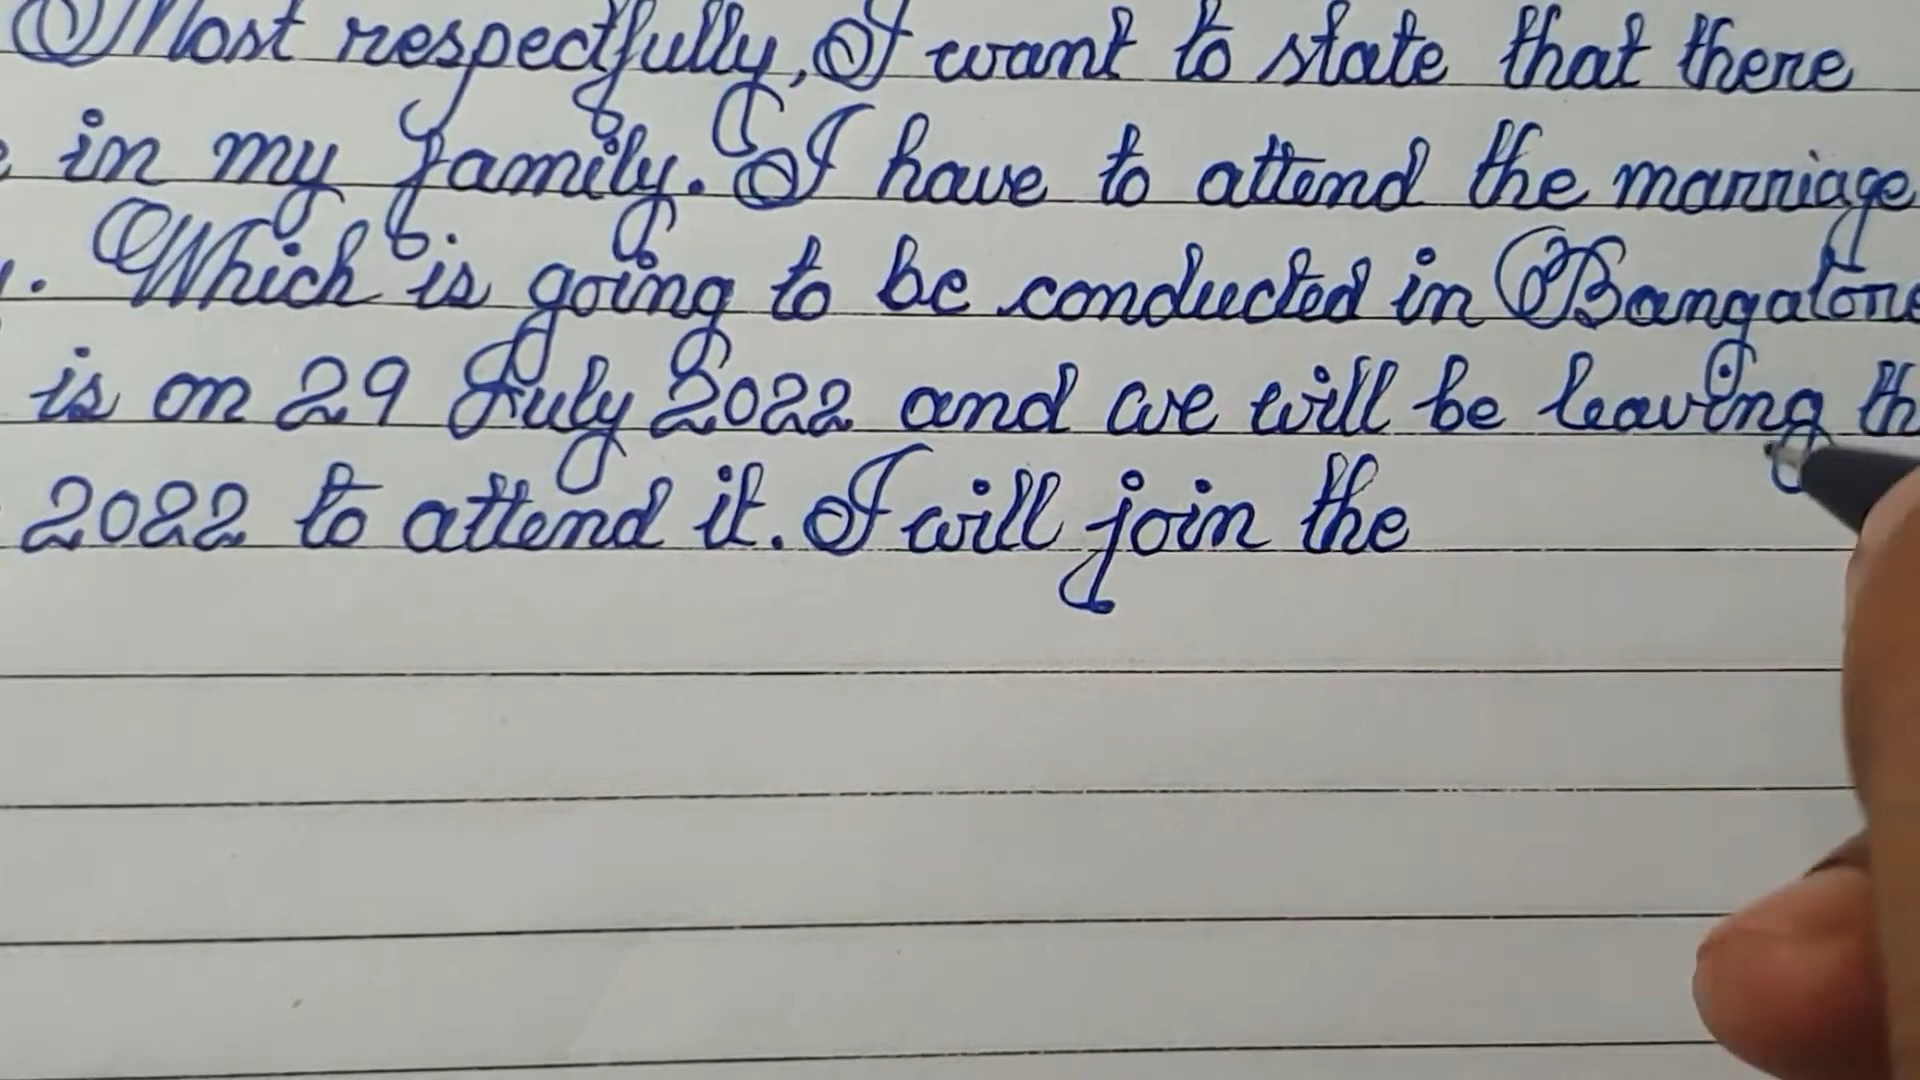 Most respectfully, I want to state that there
in my family. I have to attend the marriage
. Which is going to be conducted in Bangalore
is on 29 July 2022 and we will be leaving th
2022 to attend it. I will join the